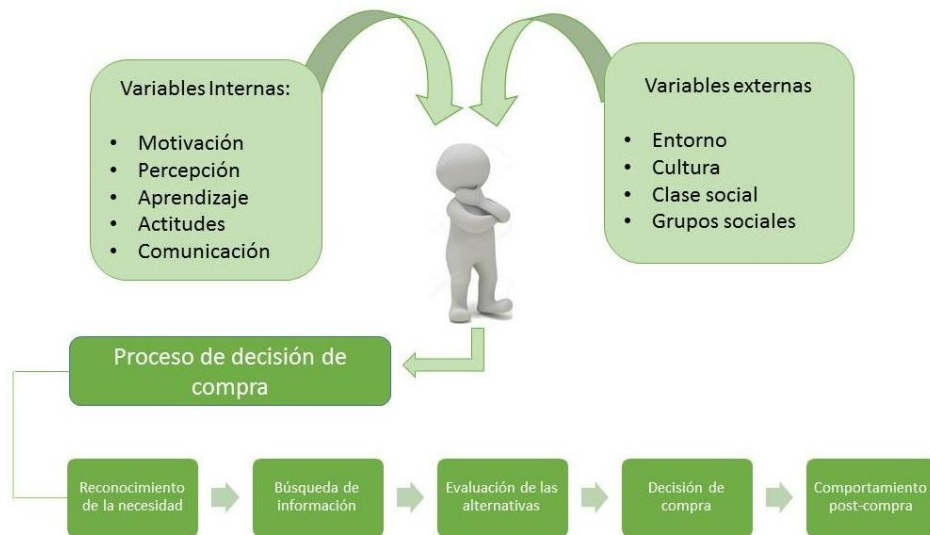 Variables Internas:
• Motivación
• Percepción
• Aprendizaje
• Actitudes
• Comunicación
Variables externas
• Entorno
• Cultura
• Clase social
• Grupos sociales
Proceso de decisión de
compra
Reconocimiento
de la necesidad
Búsqueda de
información
Evaluación de las
alternativas
Decisión de
compra
Comportamiento
post-compra